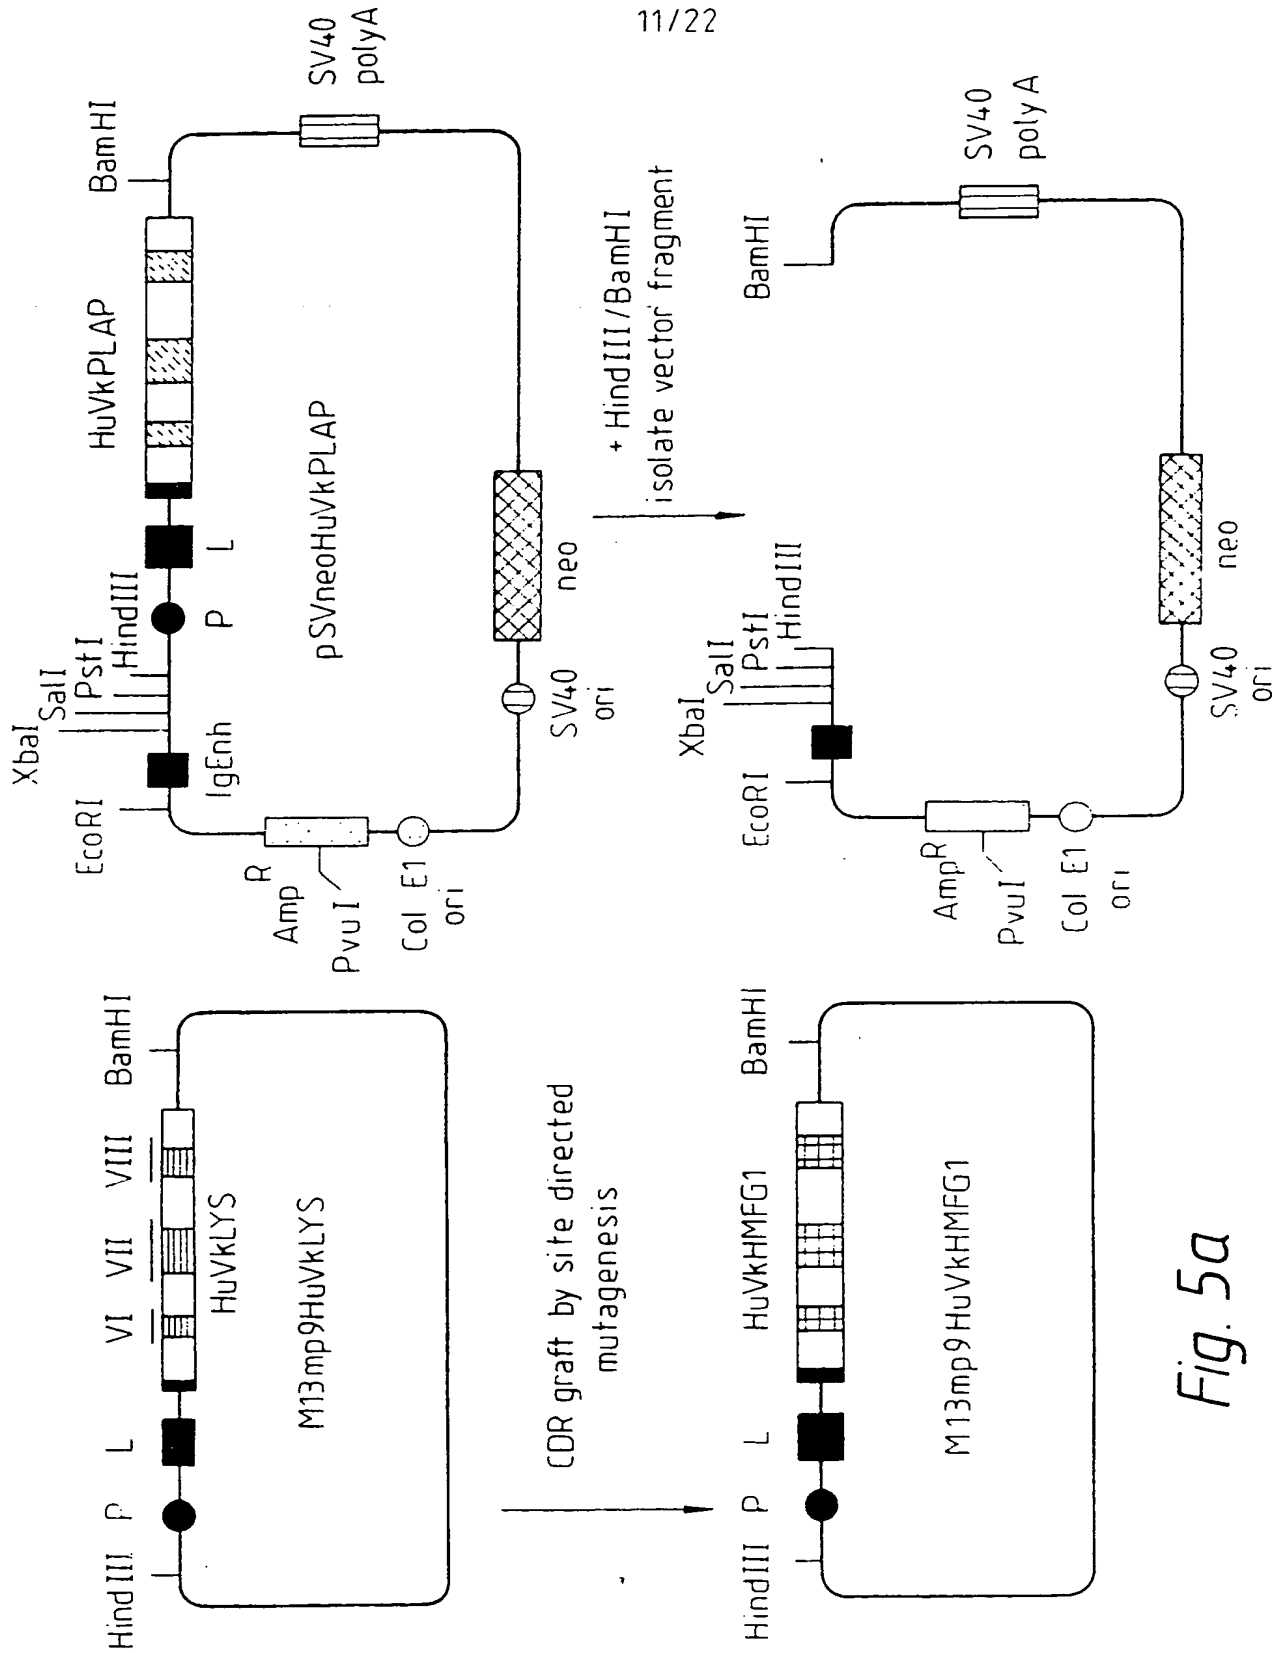 11/22
HindIII P L VI VII VIII BamHI
HuVkLYS
M13mp9HuVkLYS
CDR graft by site directed
mutagenesis
HindIII P L HuVkHMFG1 BamHI
M13mp9HuVkHMFG1
XbaI
SalI
PstI
HindIII
EcoRI
IgEnh
P
L
HuVkPLAP
BamHI
Amp R
PvuI
Col E1
ori
pSVneoHuVkPLAP
SV40
polyA
SV40
ori
neo
+ HindIII/BamHI
isolate vector fragment
XbaI
SalI
PstI
HindIII
EcoRI
BamHI
Amp R
PvuI
Col E1
ori
SV40
polyA
SV40
ori
neo
Fig. 5a